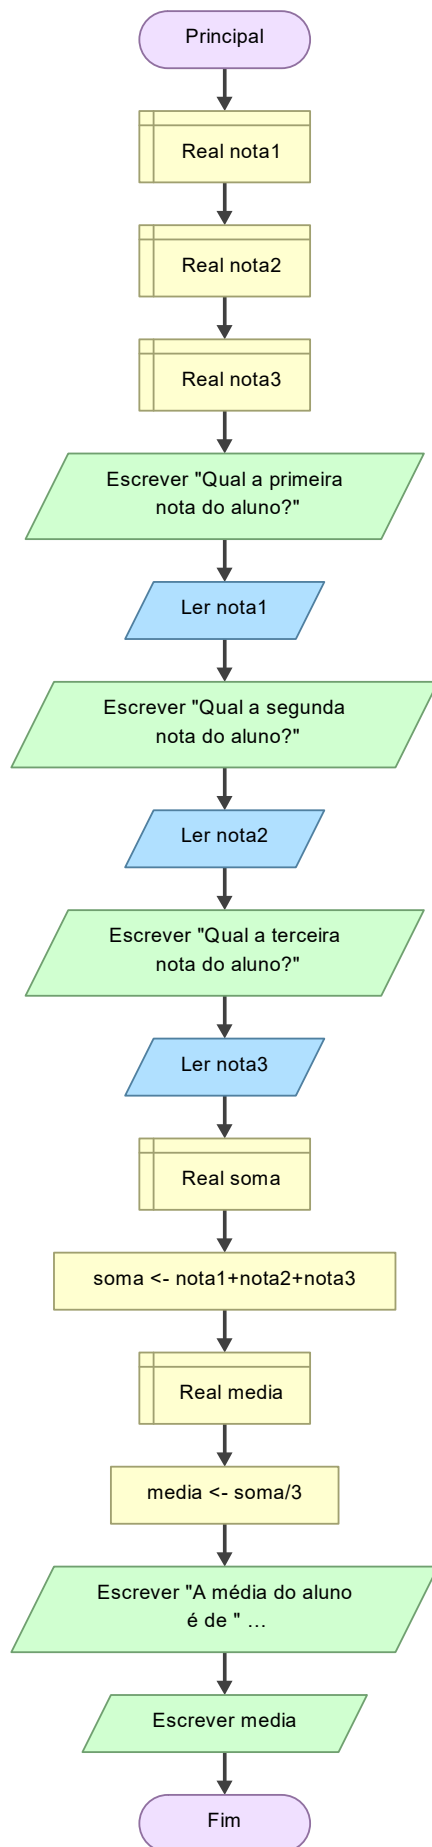 Principal
Real nota1
Real nota2
Real nota3
Escrever "Qual a primeira
nota do aluno?"
Ler nota1
Escrever "Qual a segunda
nota do aluno?"
Ler nota2
Escrever "Qual a terceira
nota do aluno?"
Ler nota3
Real soma
soma <- nota1+nota2+nota3
Real media
media <- soma/3
Escrever "A média do aluno
é de " ...
Escrever media
Fim